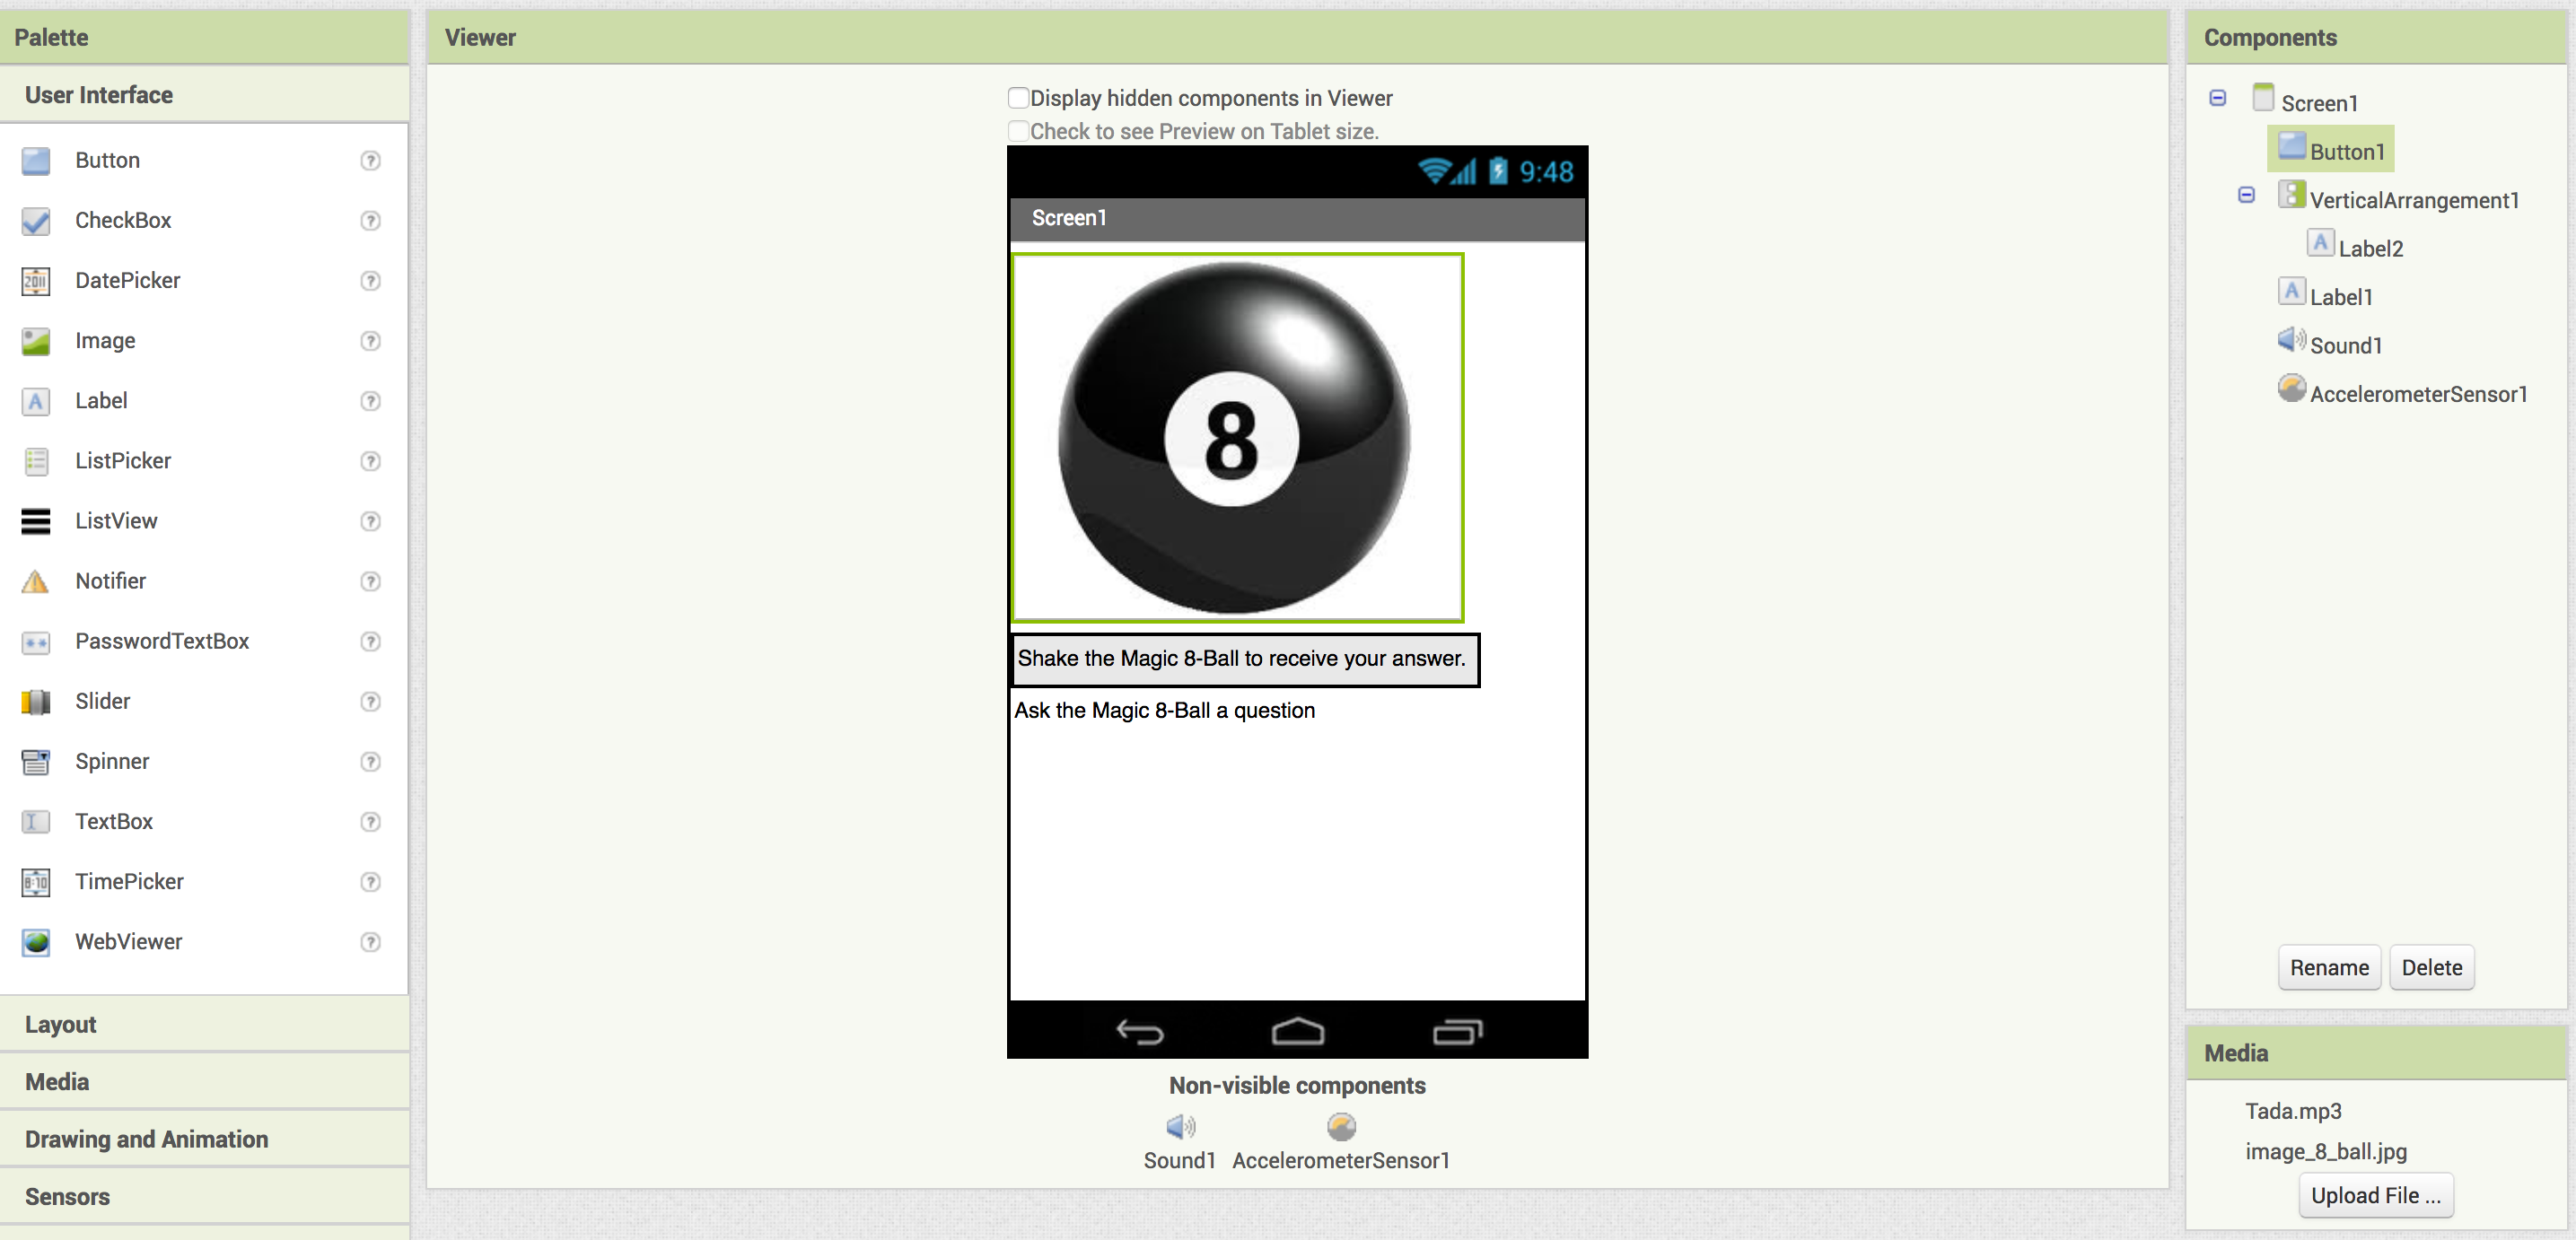 Palette
User Interface
Button
CheckBox
DatePicker
Image
Label
ListPicker
ListView
Notifier
PasswordTextBox
Slider
Spinner
TextBox
TimePicker
WebViewer
Layout
Media
Drawing and Animation
Sensors
Viewer
Display hidden components in Viewer
Check to see Preview on Tablet size.
9:48
Screen1
8
Shake the Magic 8-Ball to receive your answer.
Ask the Magic 8-Ball a question
Non-visible components
Sound1 AccelerometerSensor1
Components
Screen1
Button1
VerticalArrangement1
Label2
Label1
Sound1
AccelerometerSensor1
Rename Delete
Media
Tada.mp3
image_8_ball.jpg
Upload File ...